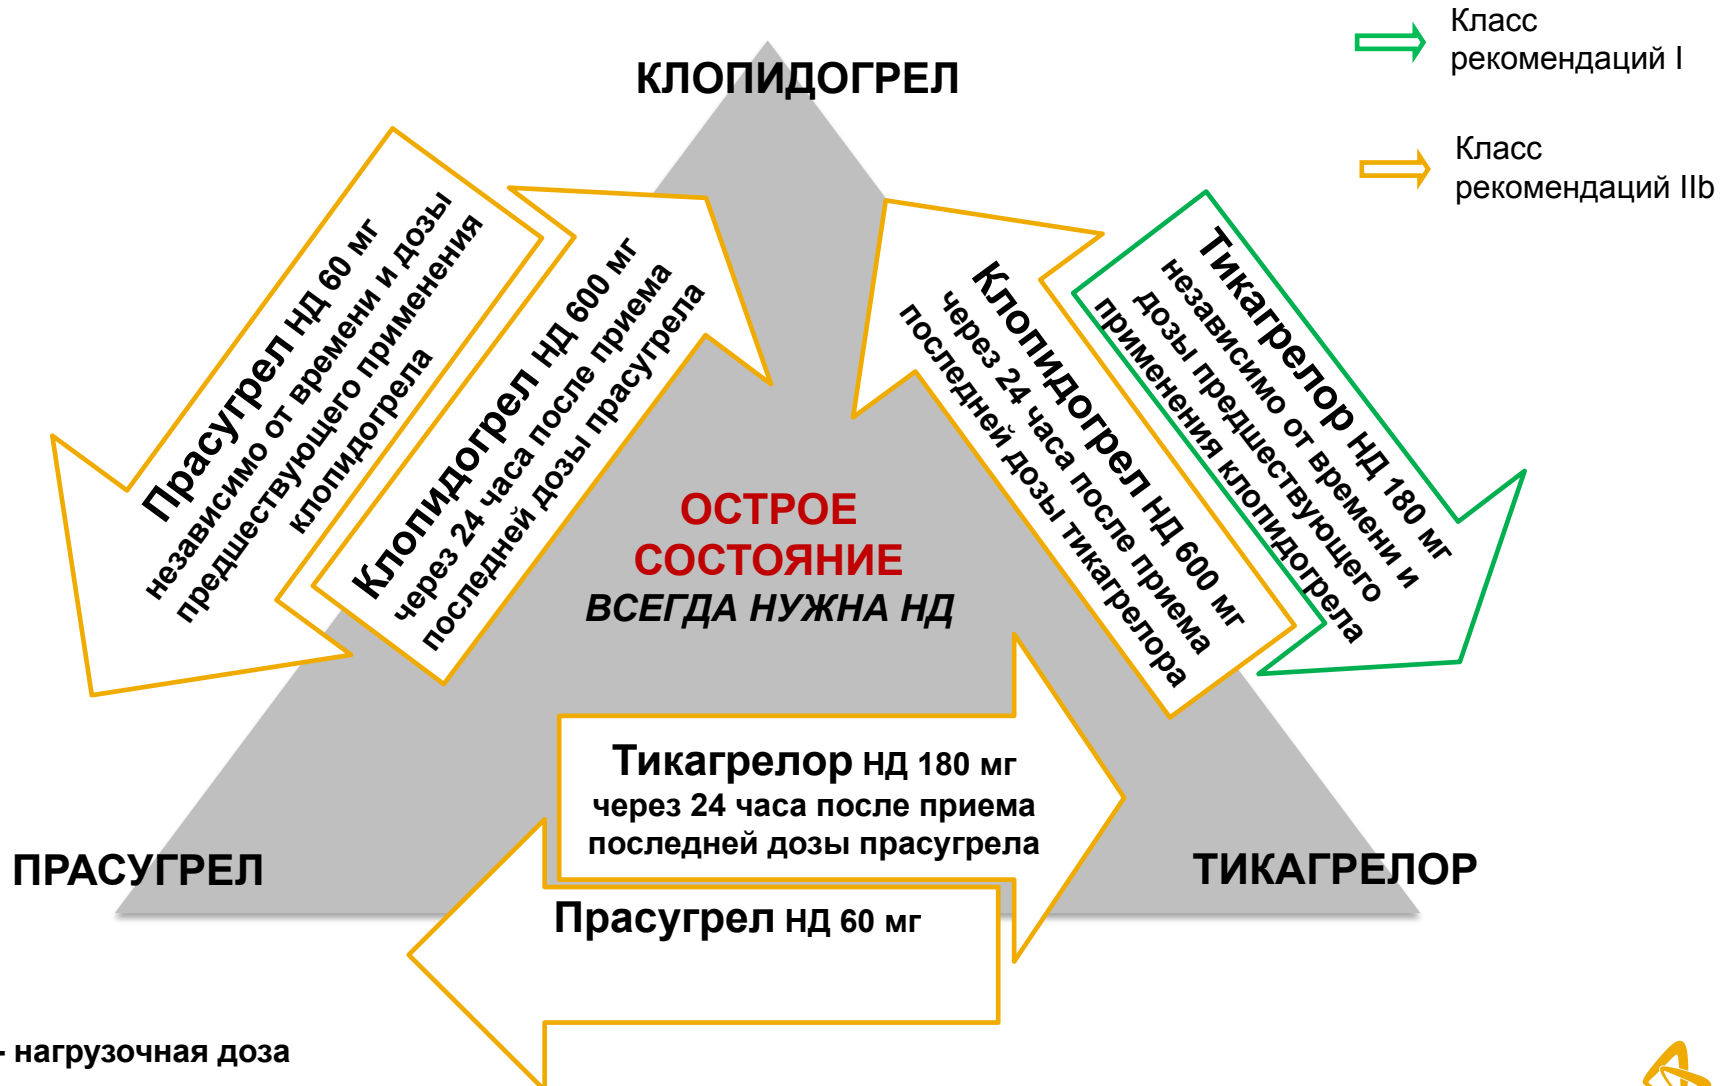 КЛОПИДОГРЕЛ
Класс
рекомендаций I
Класс
рекомендаций IIb
Прасугрел НД 60 мг
независимо от времени и дозы
предшествующего применения
клопидогрела
Клопидогрел НД 600 мг
через 24 часа после приема
последней дозы прасугрела
Клопидогрел НД 600 мг
через 24 часа после приема
последней дозы тикагрелора
Тикагрелор НД 180 мг
независимо от времени и
дозы предшествующего
применения клопидогрела
ОСТРОЕ
СОСТОЯНИЕ
ВСЕГДА НУЖНА НД
Тикагрелор НД 180 мг
через 24 часа после приема
последней дозы прасугрела
ПРАСУГРЕЛ
ТИКАГРЕЛОР
Прасугрел НД 60 мг
- нагрузочная доза